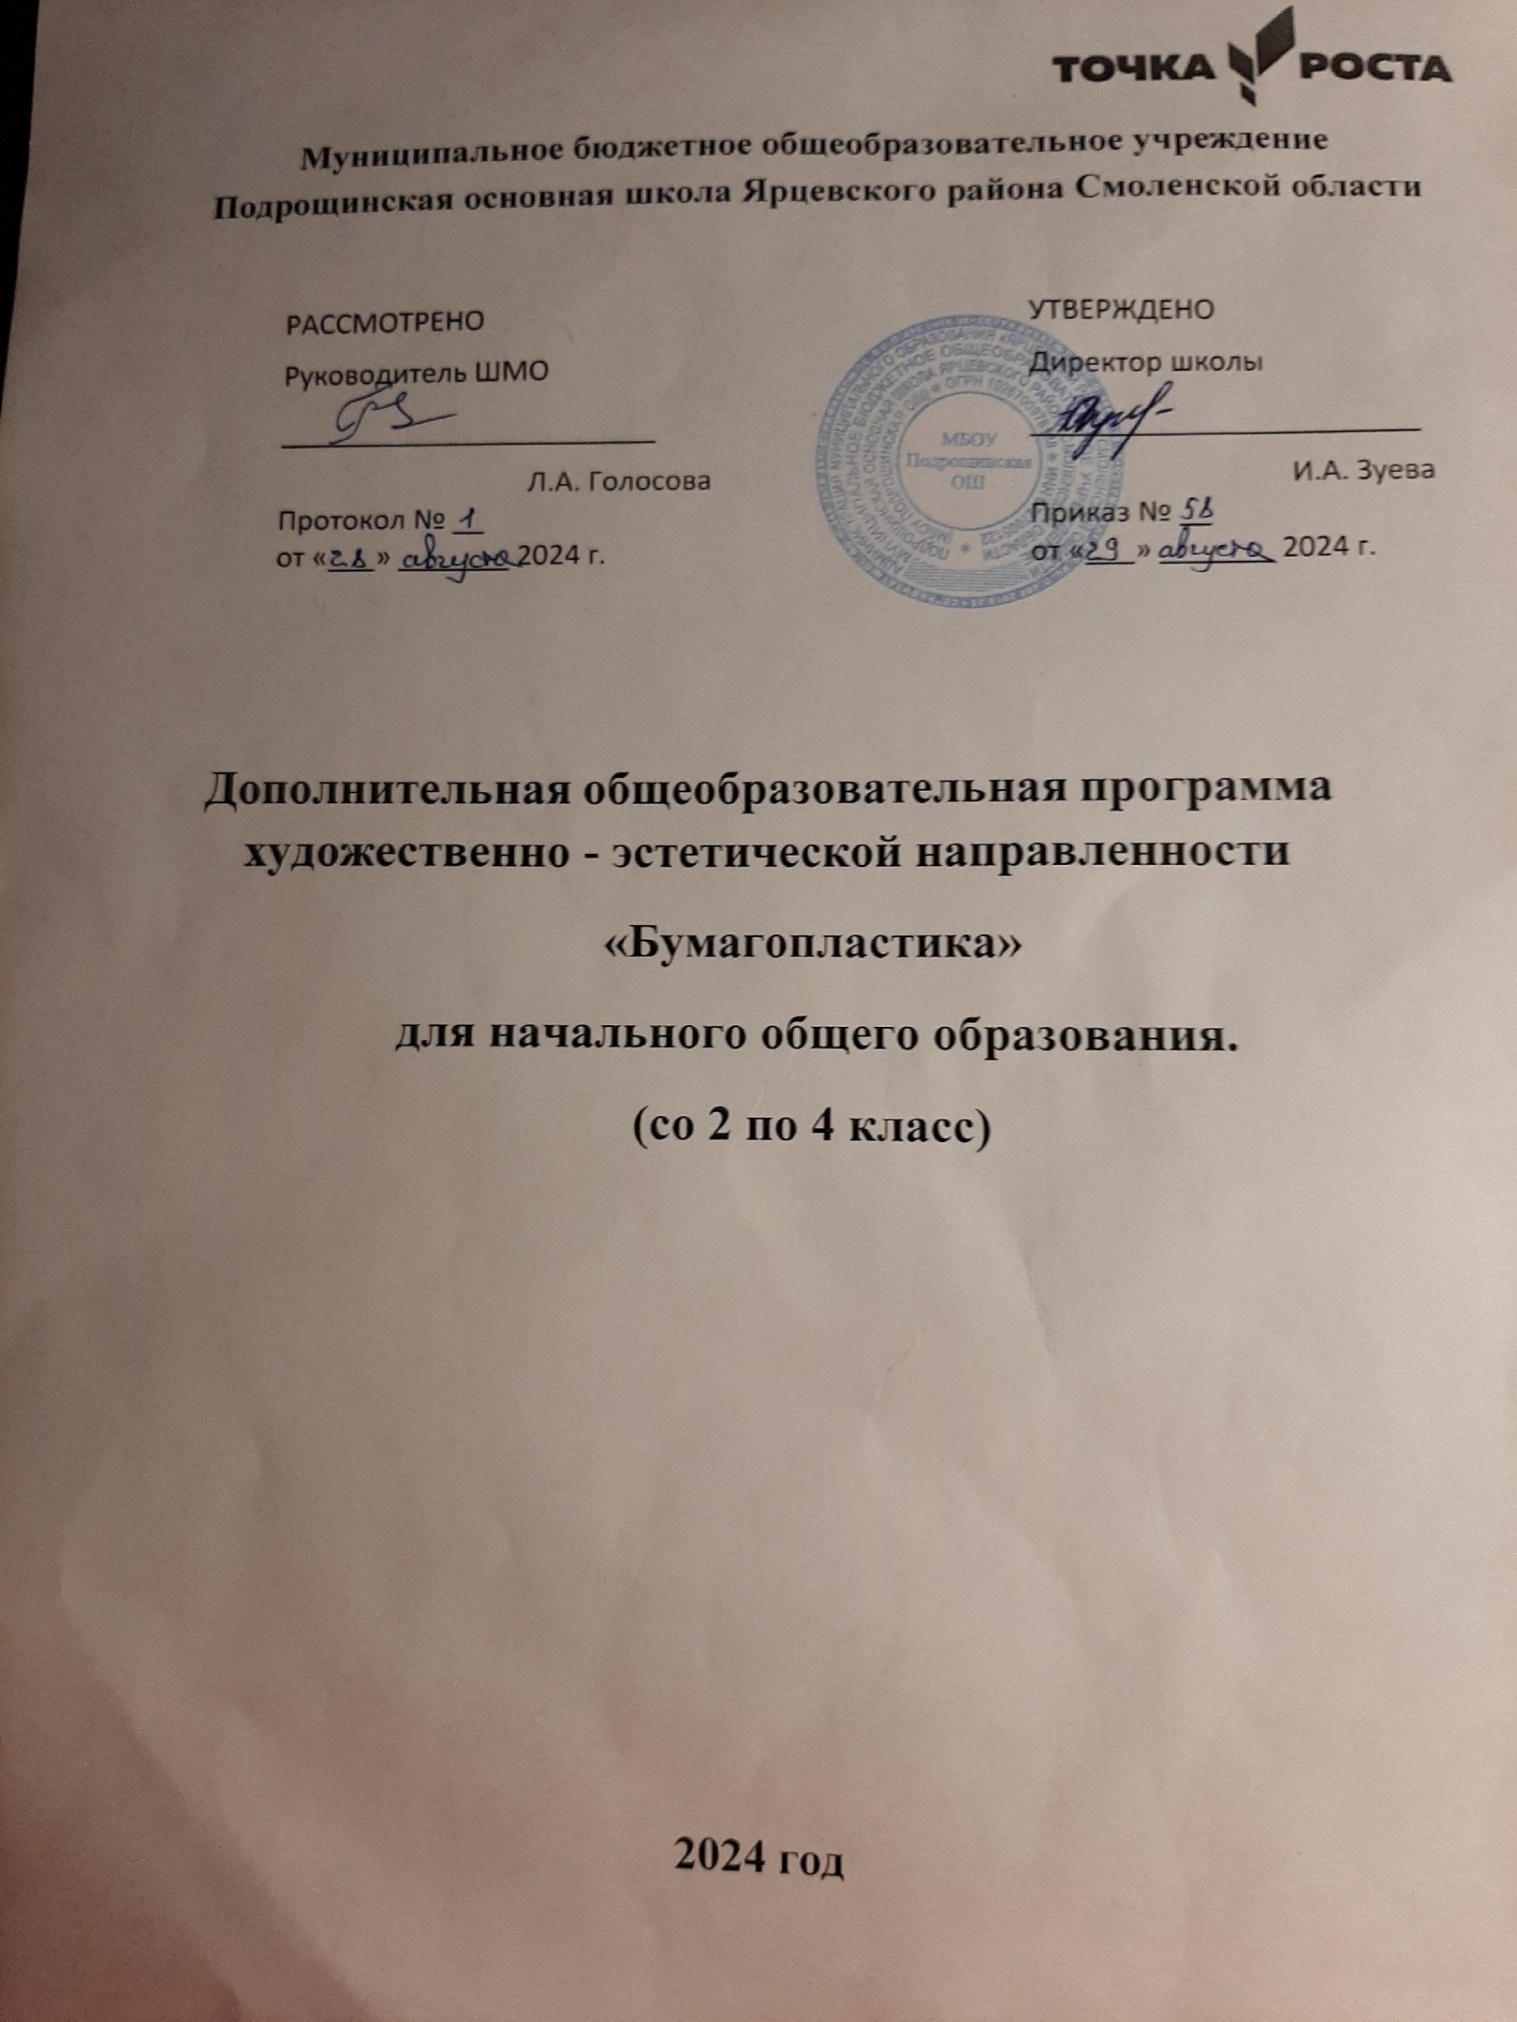 ТОЧКА РОСТА
Муниципальное бюджетное общеобразовательное учреждение
Подрощинская основная школа Ярцевского района Смоленской области
РАССМОТРЕНО
Руководитель ШМО
Л.А. Голосова
Протокол № 1
от «28» августа 2024 г.
УТВЕРЖДЕНО
Директор школы
И.А. Зуева
Приказ № 58
от «29» августа 2024 г.
МБОУ
Подрощинская
ОШ
Дополнительная общеобразовательная программа
художественно - эстетической направленности
«Бумагопластика»
для начального общего образования.
(со 2 по 4 класс)
2024 год